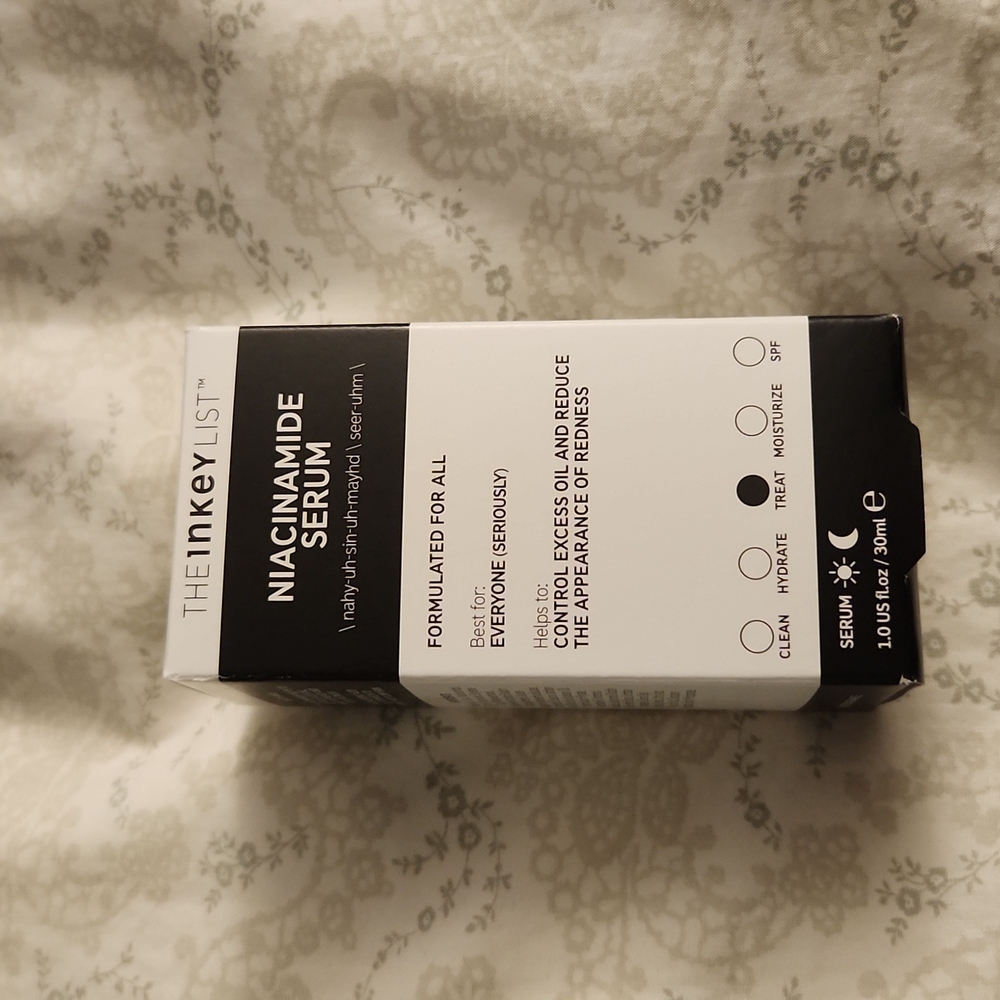 THE INKEY LIST™
NIACINAMIDE
SERUM
\ nahy-uh-sin-uh-mayhd \ seer-uhm \
FORMULATED FOR ALL
Best for:
EVERYONE (SERIOUSLY)
Helps to:
CONTROL EXCESS OIL AND REDUCE
THE APPEARANCE OF REDNESS
CLEAN HYDRATE TREAT MOISTURIZE SPF
SERUM
1.0 US fl.oz / 30ml ℮